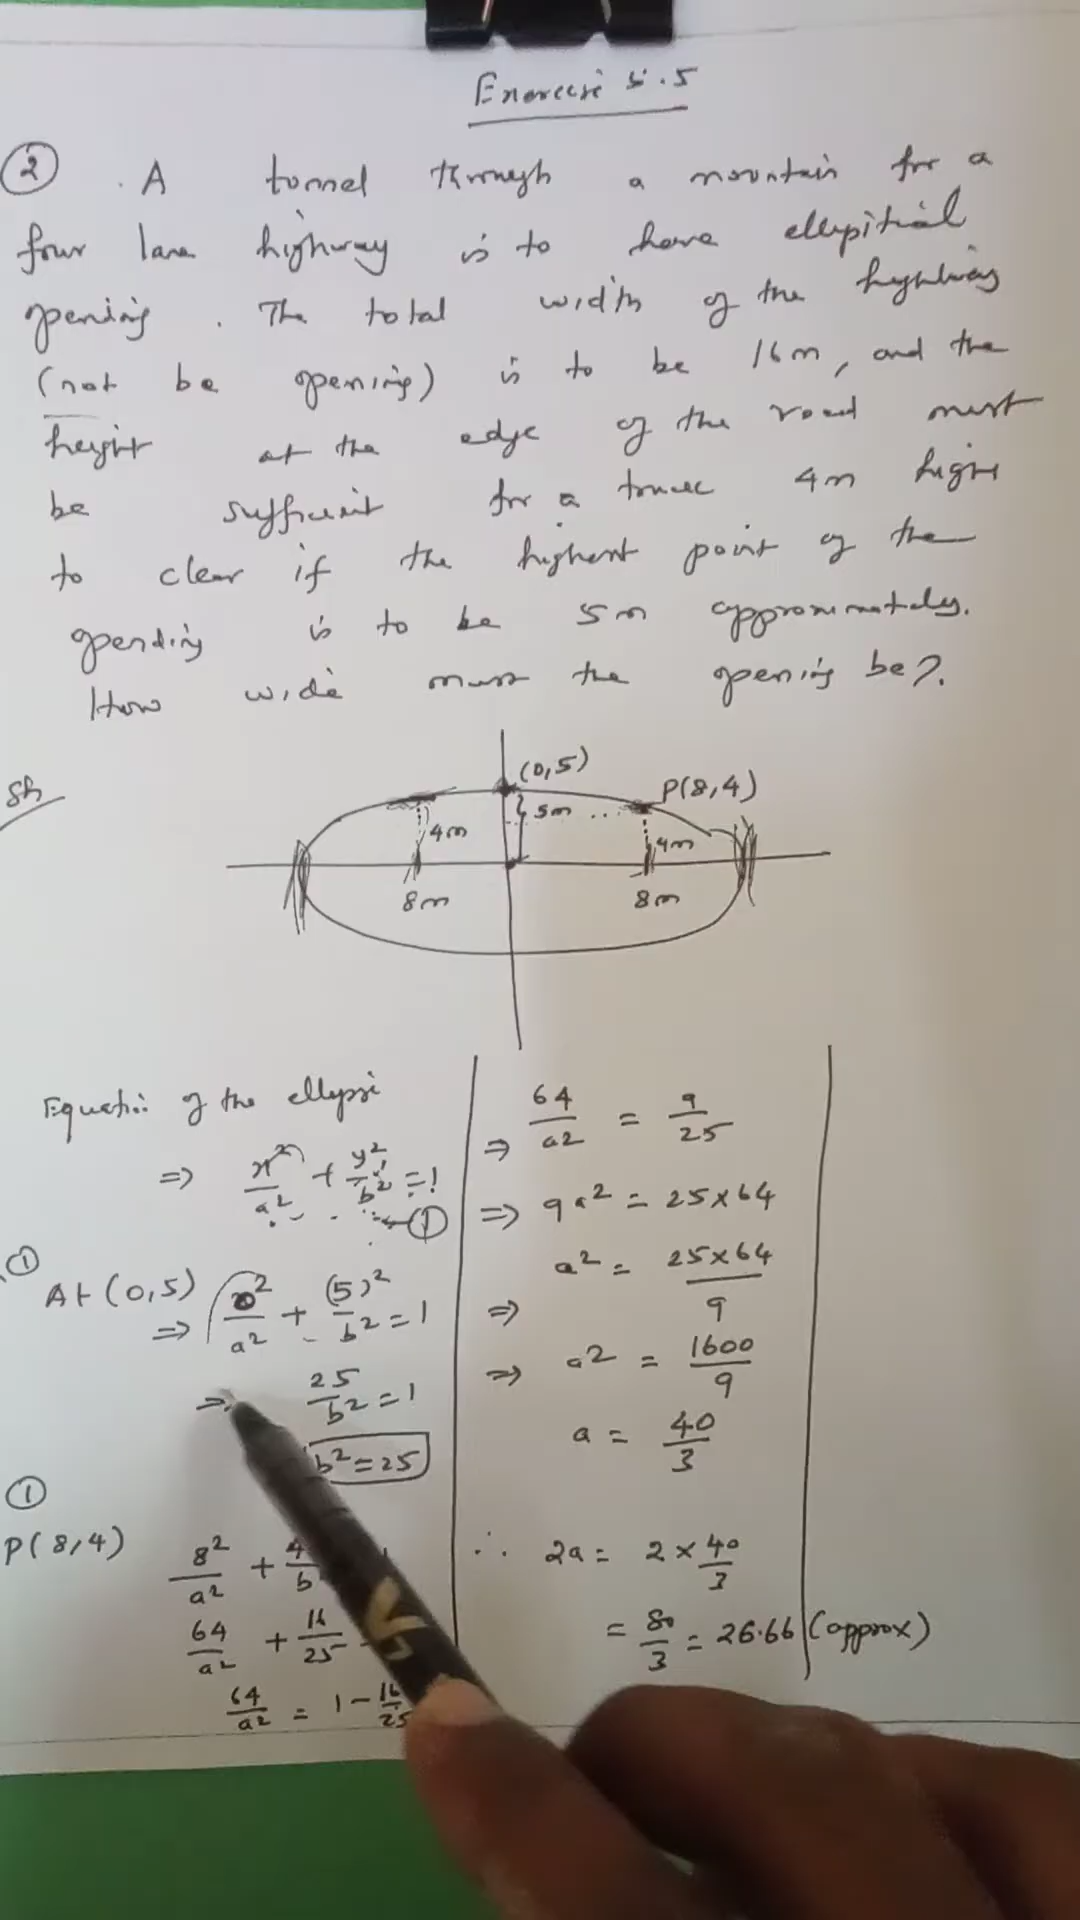 Exercise 5.5
② A tunnel through a mountain for a
four lane highway is to have elliptical
opening. The total width of the highway
(not be opening) is to be 16m, and the
height at the edge of the road must
be sufficient for a truck 4m high
to clear if the highest point of the
opening is to be 5m approximately.
How wide must the opening be?
(0,5)
P(8,4)
5m
4m
4m
8m
8m
Equation of the ellipse
⇒ x²/a² + y²/b² = 1
←①
①
At (0,5)
⇒ 0²/a² + (5)²/b² = 1
⇒ 25/b² = 1
b² = 25
①
P(8,4)
8²/a² + 4
b
64/a² + 16/25
64/a² = 1 - 16/25
⇒ 64/a² = 9/25
⇒ 9a² = 25×64
⇒ a² = 25×64/9
⇒ a² = 1600/9
a = 40/3
∴ 2a = 2 × 40/3
= 80/3 = 26.66 (approx)